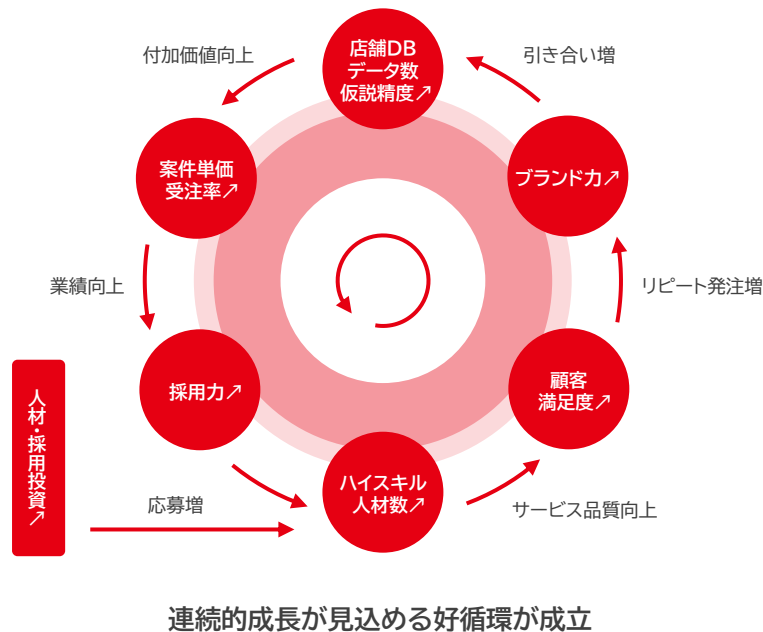 付加価値向上
店舗DB
データ数
仮説精度↗
引き合い増
案件単価
受注率↗
ブランド力↗
業績向上
リピート発注増
採用力↗
顧客
満足度↗
人材・採用投資↗
ハイスキル
人材数↗
応募増
サービス品質向上
連続的成長が見込める好循環が成立